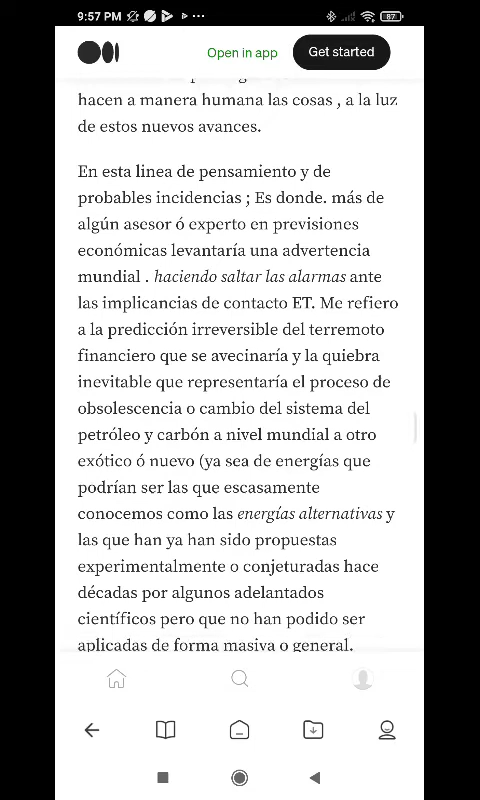 9:57 PM
87
Open in app
Get started
hacen a manera humana las cosas , a la luz
de estos nuevos avances.
En esta linea de pensamiento y de
probables incidencias ; Es donde. más de
algún asesor ó experto en previsiones
económicas levantaría una advertencia
mundial . haciendo saltar las alarmas ante
las implicancias de contacto ET. Me refiero
a la predicción irreversible del terremoto
financiero que se avecinaría y la quiebra
inevitable que representaría el proceso de
obsolescencia o cambio del sistema del
petróleo y carbón a nivel mundial a otro
exótico ó nuevo (ya sea de energías que
podrían ser las que escasamente
conocemos como las energías alternativas y
las que han ya han sido propuestas
experimentalmente o conjeturadas hace
décadas por algunos adelantados
científicos pero que no han podido ser
aplicadas de forma masiva o general.